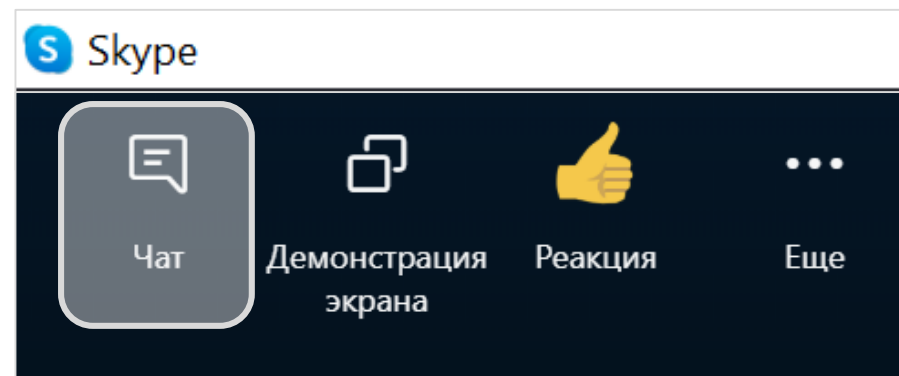 Skype
Чат
Демонстрация
экрана
Реакция
Еще